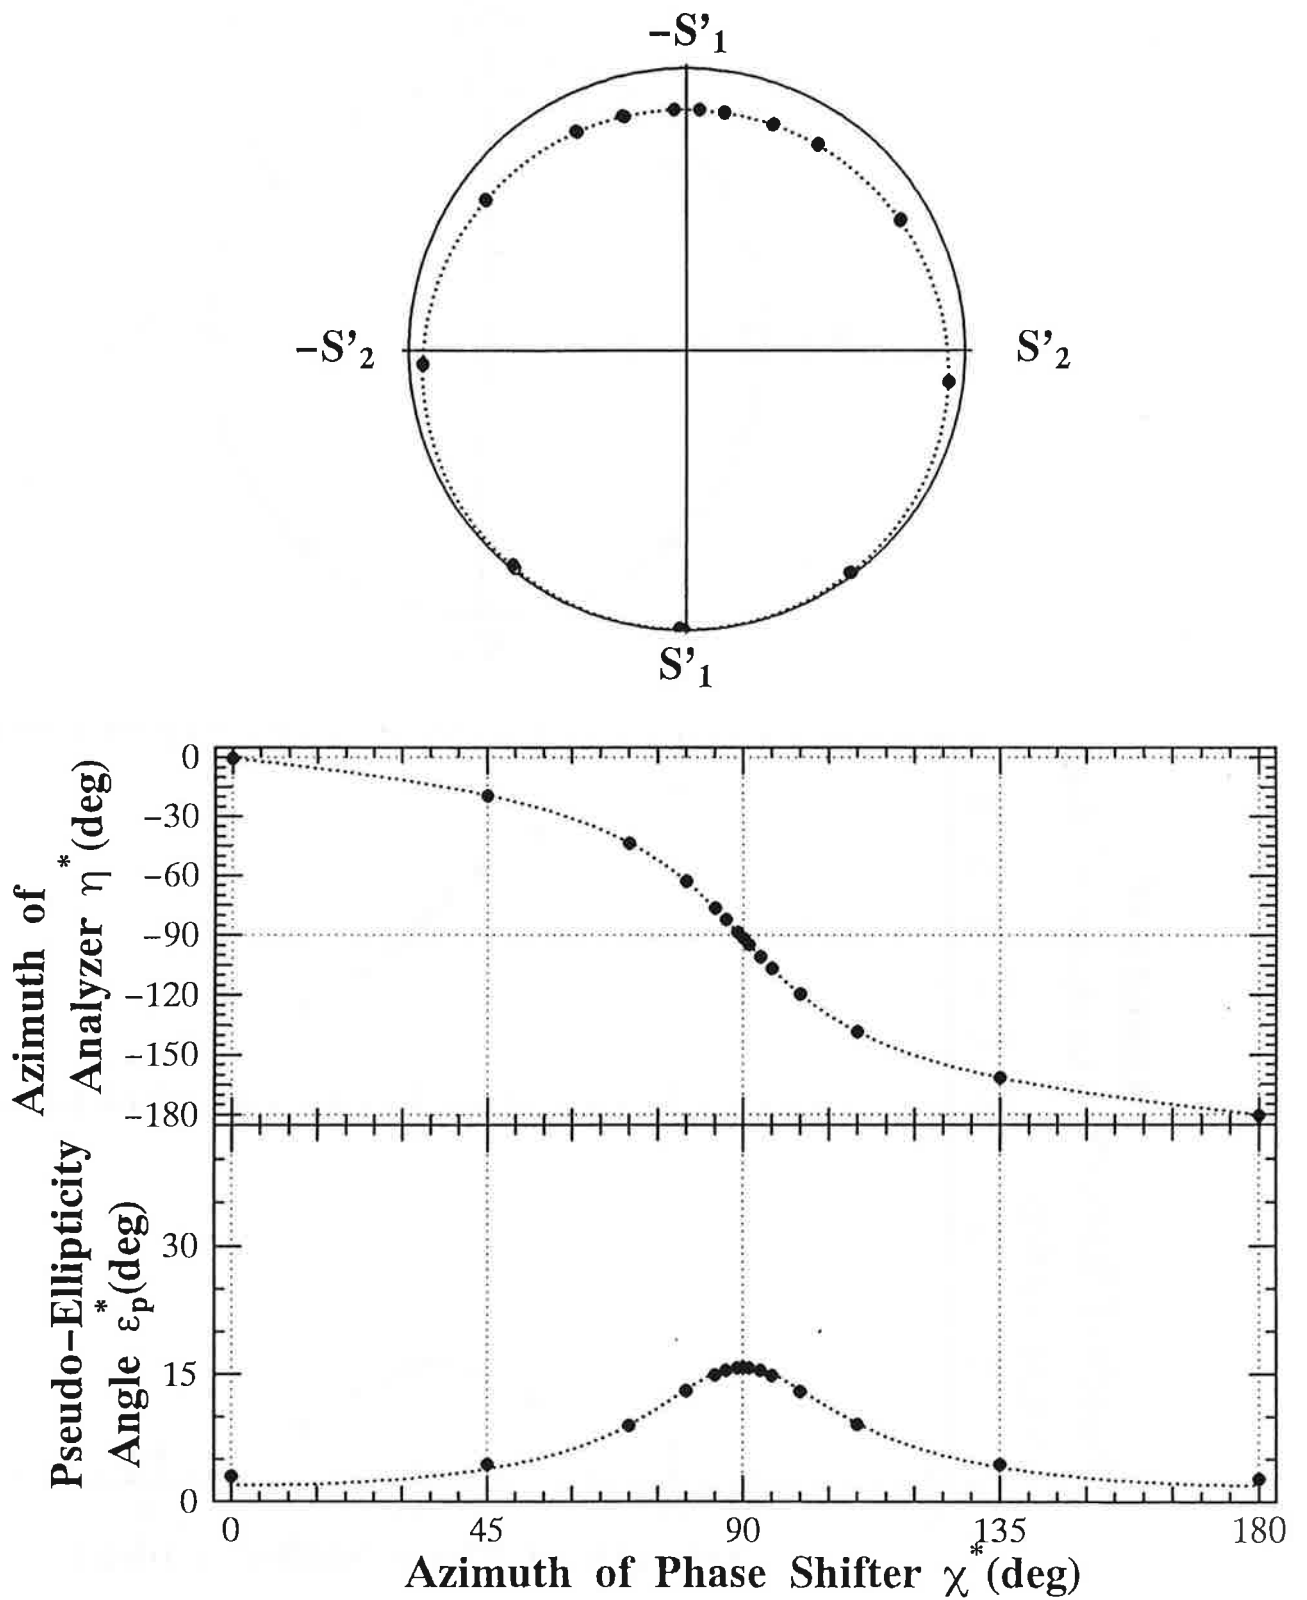 −S'₁
−S'₂
S'₂
S'₁
0
−30
−60
−90
−120
−150
−180
Azimuth of
Analyzer η*(deg)
30
15
0
Pseudo−Ellipticity
Angle ε*ₚ(deg)
0 45 90 135 180
Azimuth of Phase Shifter χ*(deg)